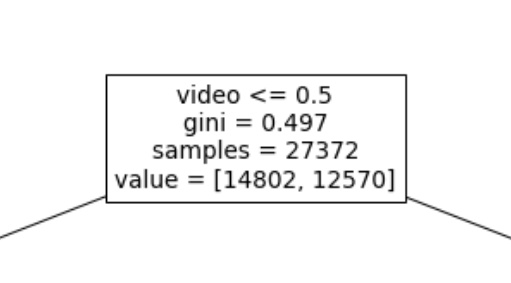 video <= 0.5
gini = 0.497
samples = 27372
value = [14802, 12570]